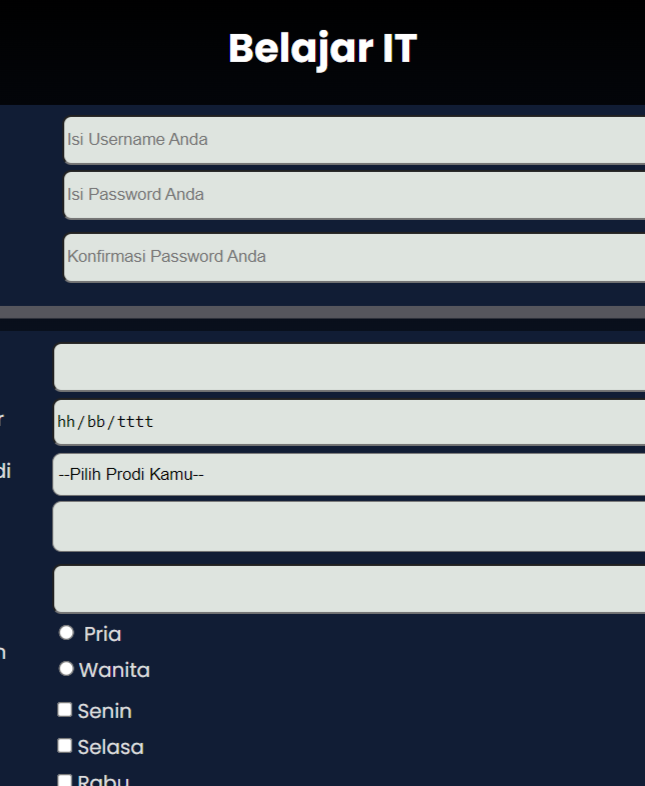 Belajar IT
Isi Username Anda
Isi Password Anda
Konfirmasi Password Anda
r
hh/bb/tttt
di
--Pilih Prodi Kamu--
Pria
n
Wanita
Senin
Selasa
Rabu